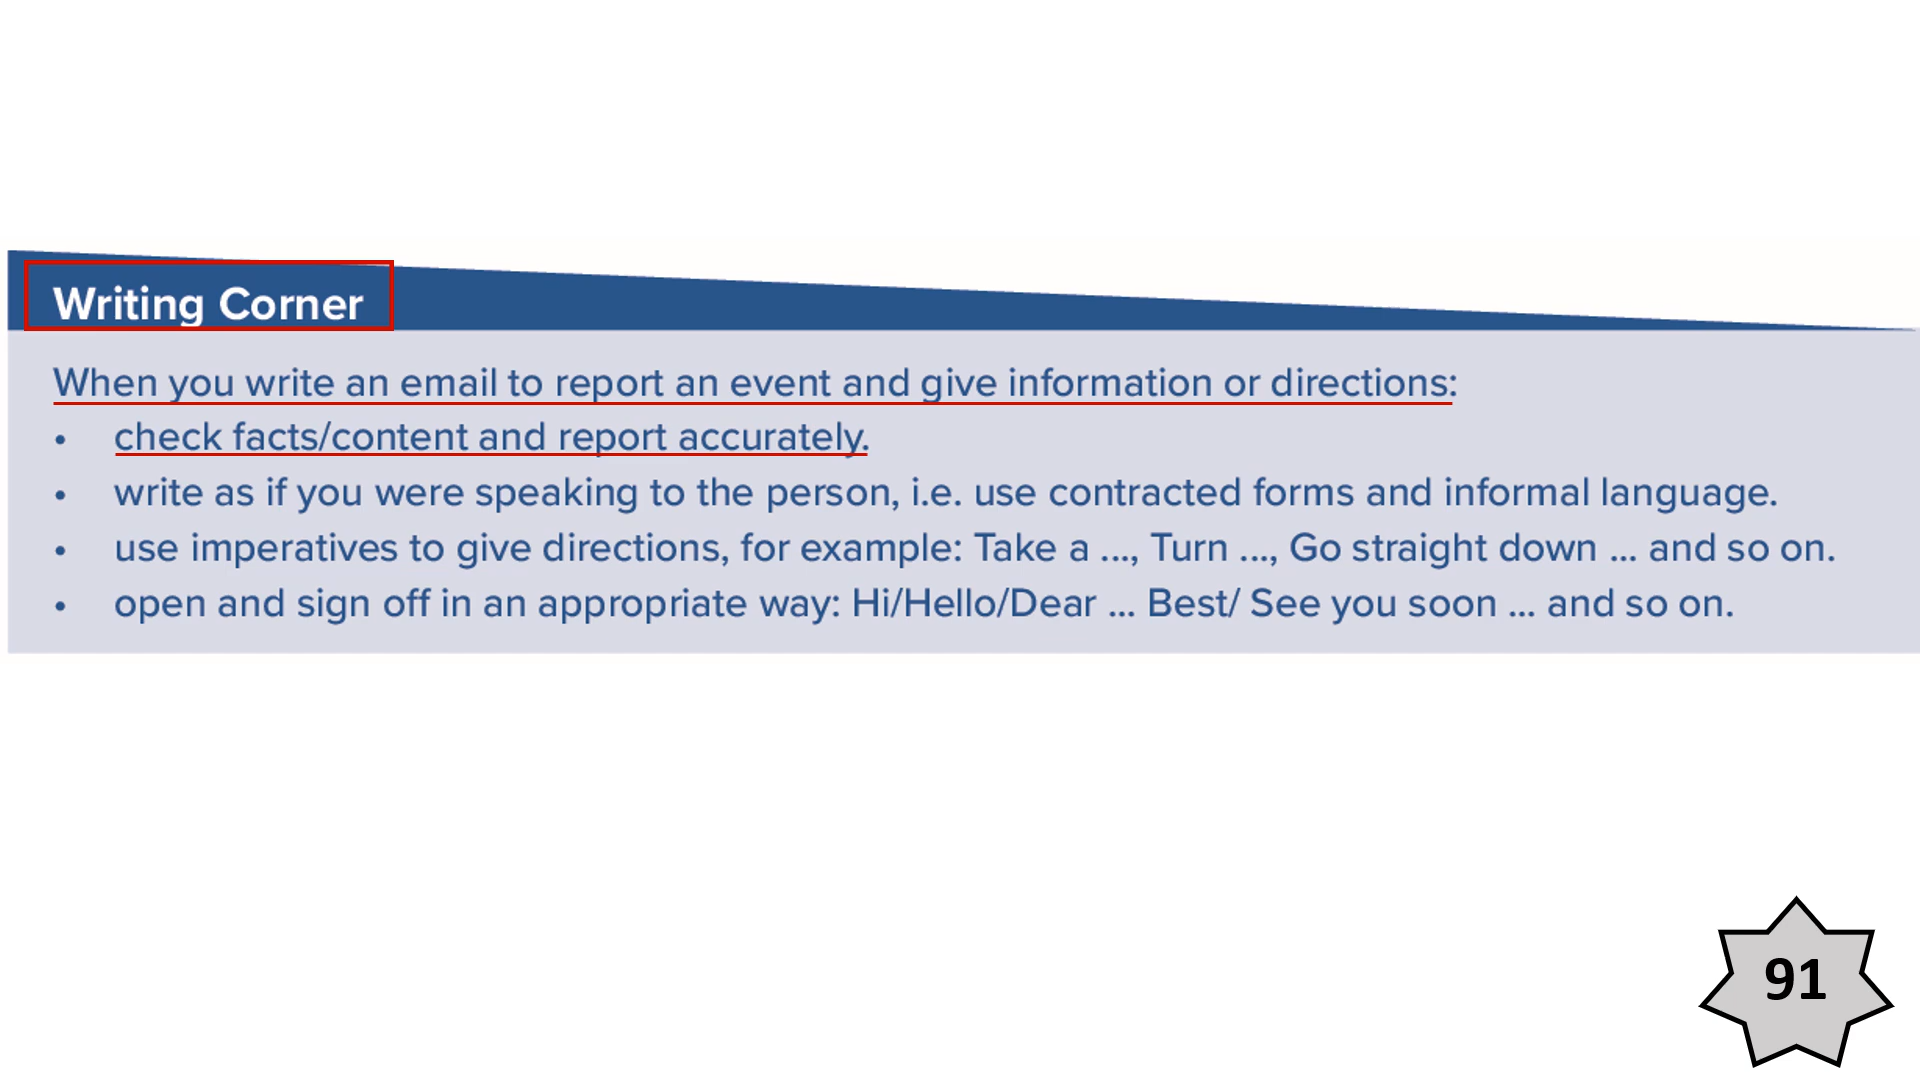 Writing Corner
When you write an email to report an event and give information or directions:
• check facts/content and report accurately.
• write as if you were speaking to the person, i.e. use contracted forms and informal language.
• use imperatives to give directions, for example: Take a ..., Turn ..., Go straight down ... and so on.
• open and sign off in an appropriate way: Hi/Hello/Dear ... Best/ See you soon ... and so on.
91